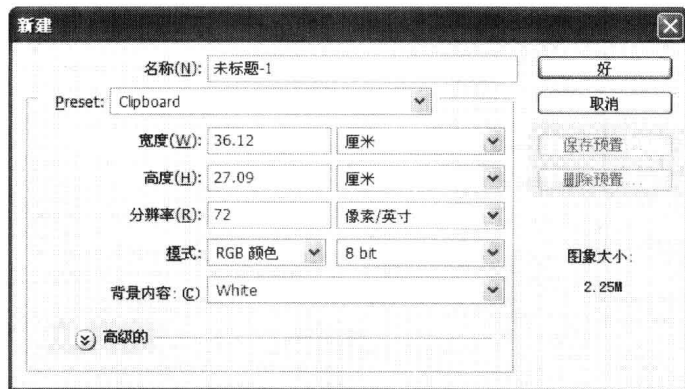 新建
名称(N): 未标题-1
好
Preset: Clipboard
取消
宽度(W): 36.12 厘米
保存预置...
高度(H): 27.09 厘米
删除预置...
分辨率(R): 72 像素/英寸
模式: RGB 颜色 8 bit
图象大小:
背景内容: (C) White
2.25M
高级的